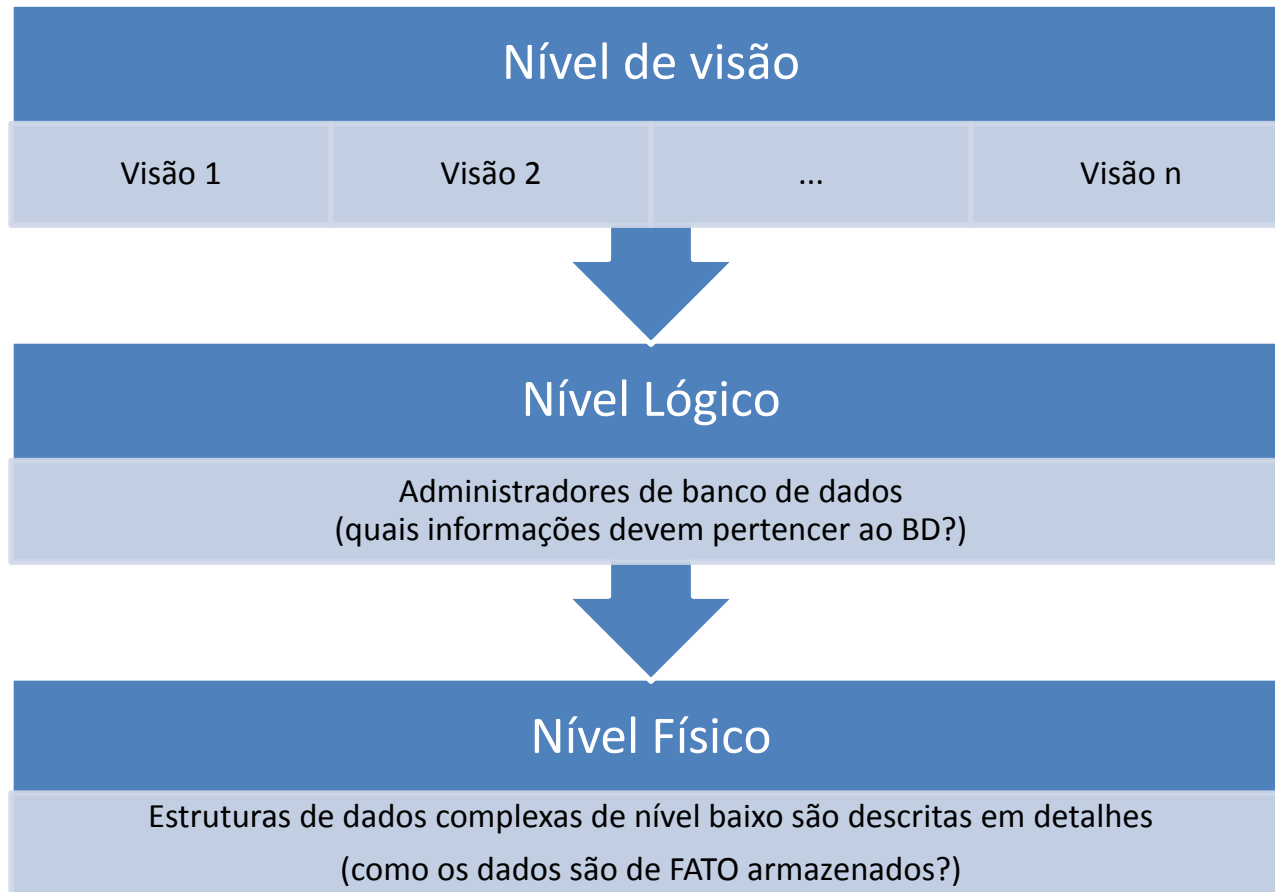 Nível de visão
Visão 1
Visão 2
...
Visão n
Nível Lógico
Administradores de banco de dados
(quais informações devem pertencer ao BD?)
Nível Físico
Estruturas de dados complexas de nível baixo são descritas em detalhes
(como os dados são de FATO armazenados?)